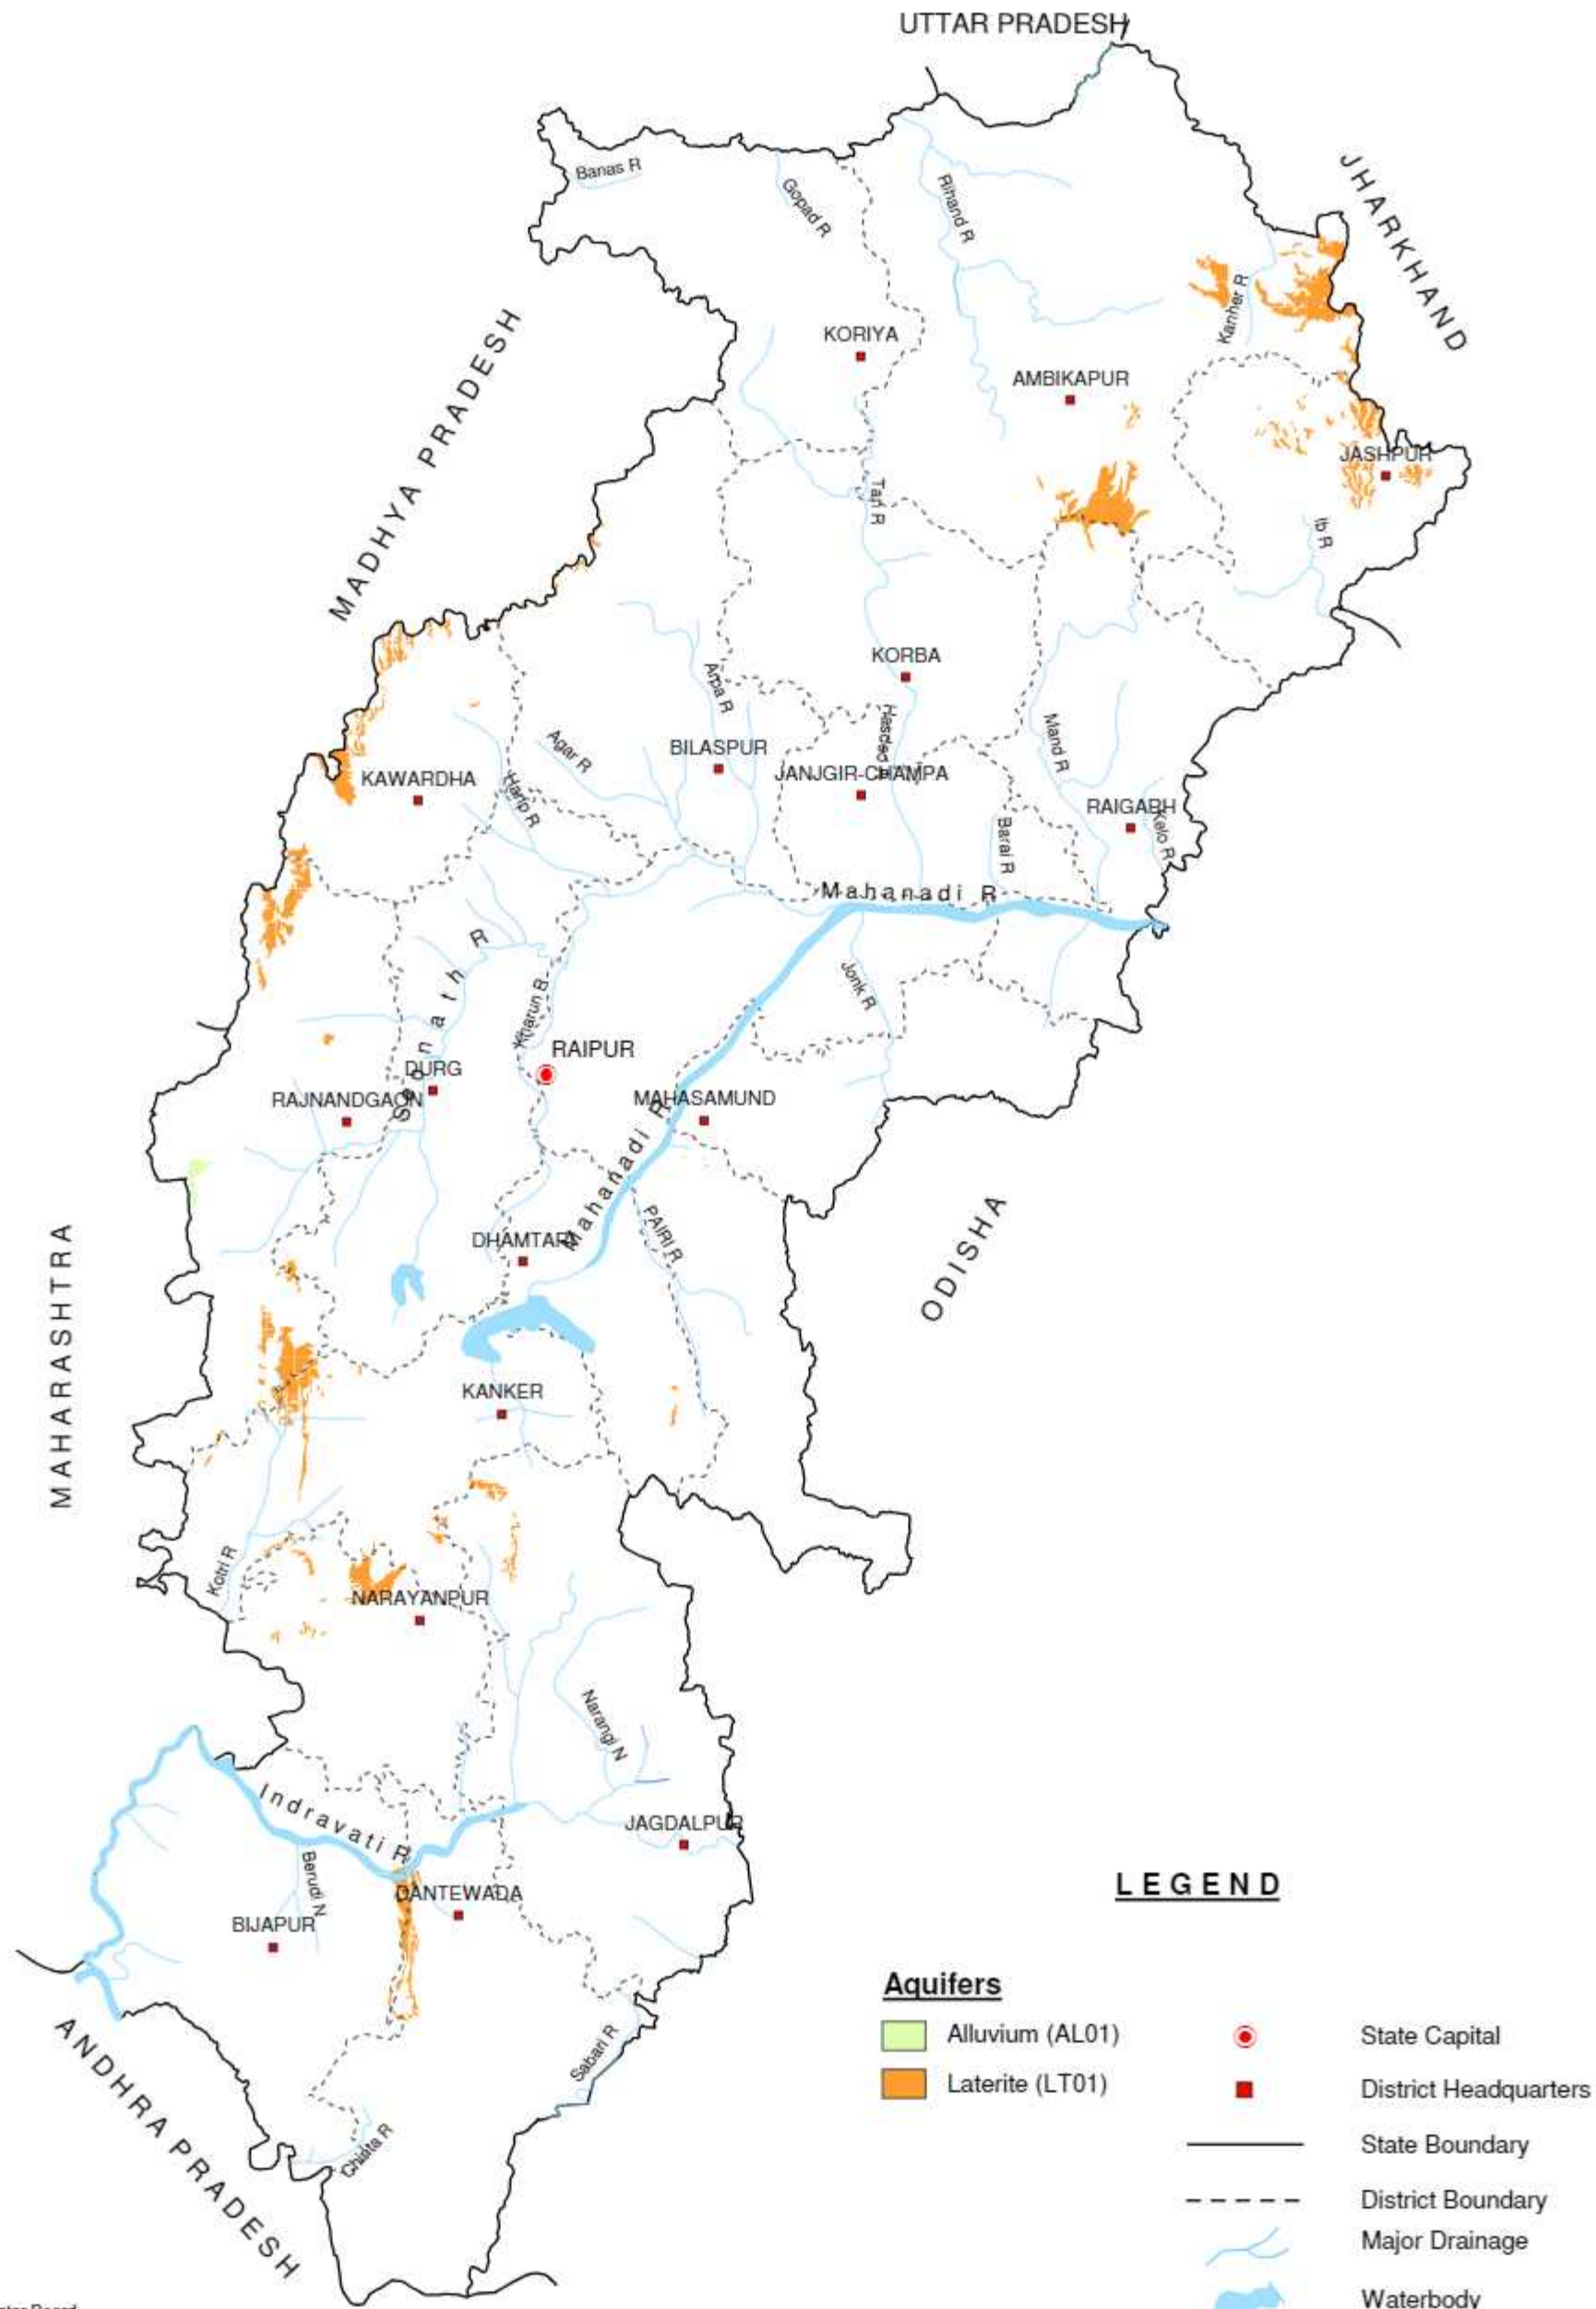 UTTAR PRADESH
JHARKHAND
Banas R
Gopad R
Rihand R
Kanher R
MADHYA PRADESH
KORIYA
AMBIKAPUR
JASHPUR
Tan R
Ib R
KORBA
Arpa R
Hasdeo R
Mand R
Agar R
BILASPUR
JANJGIR-CHAMPA
KAWARDHA
Hanp R
RAIGARH
Kelo R
Barai R
Mahanadi R
Seonath R
Jonk R
Kharun B
RAIPUR
DURG
RAJNANDGAON
MAHASAMUND
Mahanadi R
PAIRI R
DHAMTARI
ODISHA
MAHARASHTRA
KANKER
Kotri R
NARAYANPUR
Narangi N
Indravati R
JAGDALPUR
Berudi N
DANTEWADA
BIJAPUR
ANDHRA PRADESH
Sabari R
LEGEND
Aquifers
Alluvium (AL01)
Laterite (LT01)
State Capital
District Headquarters
State Boundary
District Boundary
Major Drainage
Waterbody